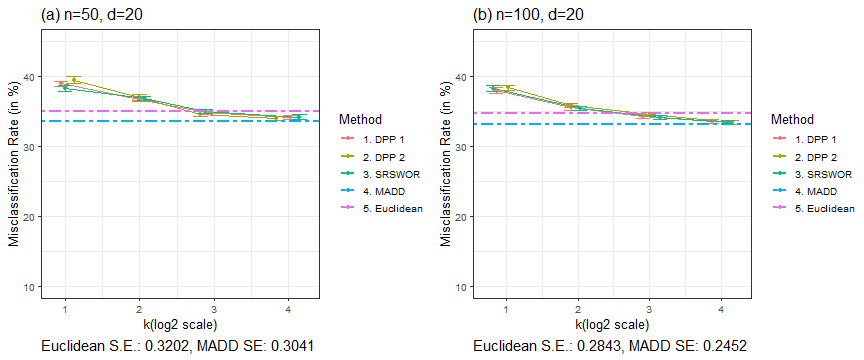 (a) n=50, d=20
Misclassification Rate (in %)
40
30
20
10
1 2 3 4
k(log2 scale)
Method
1. DPP 1
2. DPP 2
3. SRSWOR
4. MADD
5. Euclidean
Euclidean S.E.: 0.3202, MADD SE: 0.3041
(b) n=100, d=20
Misclassification Rate (in %)
40
30
20
10
1 2 3 4
k(log2 scale)
Method
1. DPP 1
2. DPP 2
3. SRSWOR
4. MADD
5. Euclidean
Euclidean S.E.: 0.2843, MADD SE: 0.2452